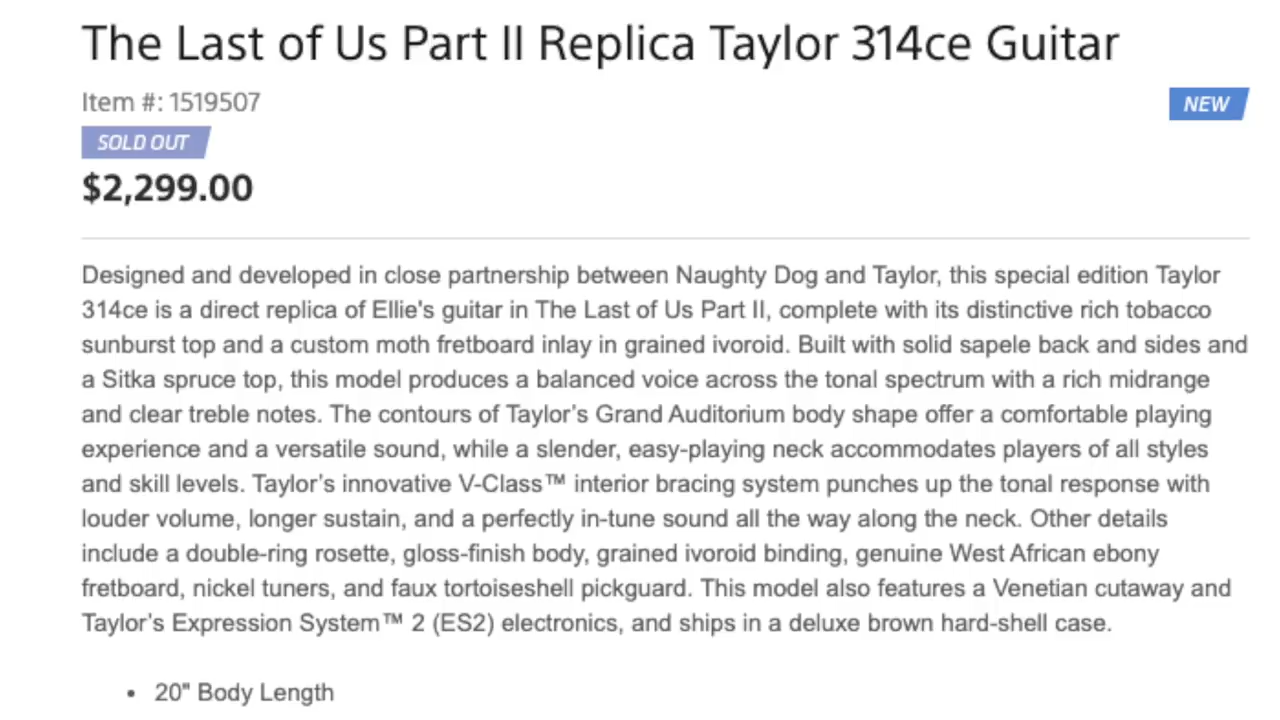 The Last of Us Part II Replica Taylor 314ce Guitar
Item #: 1519507
NEW
SOLD OUT
$2,299.00
Designed and developed in close partnership between Naughty Dog and Taylor, this special edition Taylor
314ce is a direct replica of Ellie's guitar in The Last of Us Part II, complete with its distinctive rich tobacco
sunburst top and a custom moth fretboard inlay in grained ivoroid. Built with solid sapele back and sides and
a Sitka spruce top, this model produces a balanced voice across the tonal spectrum with a rich midrange
and clear treble notes. The contours of Taylor’s Grand Auditorium body shape offer a comfortable playing
experience and a versatile sound, while a slender, easy-playing neck accommodates players of all styles
and skill levels. Taylor’s innovative V-Class™ interior bracing system punches up the tonal response with
louder volume, longer sustain, and a perfectly in-tune sound all the way along the neck. Other details
include a double-ring rosette, gloss-finish body, grained ivoroid binding, genuine West African ebony
fretboard, nickel tuners, and faux tortoiseshell pickguard. This model also features a Venetian cutaway and
Taylor’s Expression System™ 2 (ES2) electronics, and ships in a deluxe brown hard-shell case.
• 20" Body Length